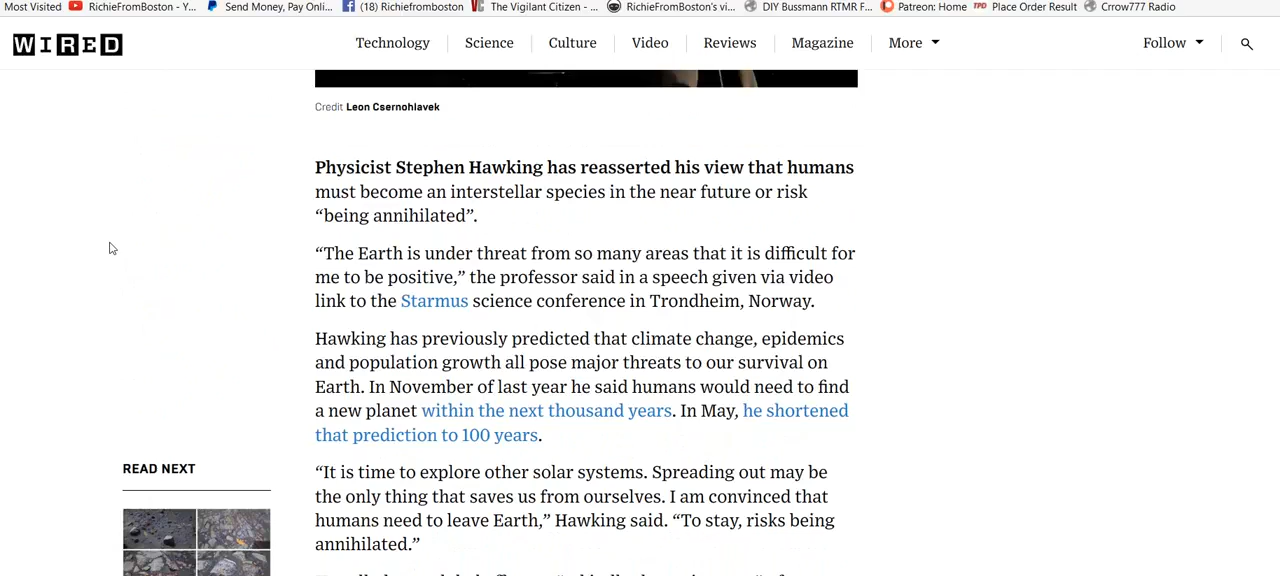 Most Visited RichieFromBoston - Y... Send Money, Pay Onli... (18) Richiefromboston The Vigilant Citizen - ... RichieFromBoston's vi... DIY Bussmann RTMR F... Patreon: Home Place Order Result Crrow777 Radio
WIRED Technology Science Culture Video Reviews Magazine More Follow
Credit Leon Csernohlavek
Physicist Stephen Hawking has reasserted his view that humans
must become an interstellar species in the near future or risk
“being annihilated”.
“The Earth is under threat from so many areas that it is difficult for
me to be positive,” the professor said in a speech given via video
link to the Starmus science conference in Trondheim, Norway.
Hawking has previously predicted that climate change, epidemics
and population growth all pose major threats to our survival on
Earth. In November of last year he said humans would need to find
a new planet within the next thousand years. In May, he shortened
that prediction to 100 years.
READ NEXT
“It is time to explore other solar systems. Spreading out may be
the only thing that saves us from ourselves. I am convinced that
humans need to leave Earth,” Hawking said. “To stay, risks being
annihilated.”